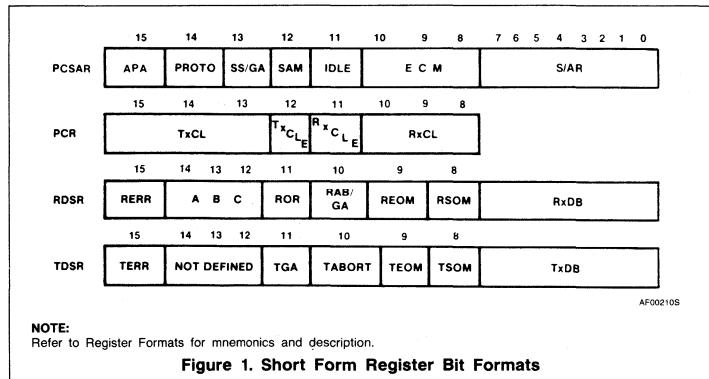 15 14 13 12 11 10 9 8 7 6 5 4 3 2 1 0
PCSAR APA PROTO SS/GA SAM IDLE E C M S/AR
15 14 13 12 11 10 9 8
PCR TxCL TxCLE RxCLE RxCL
15 14 13 12 11 10 9 8
RDSR RERR A B C ROR RAB/GA REOM RSOM RxDB
15 14 13 12 11 10 9 8
TDSR TERR NOT DEFINED TGA TABORT TEOM TSOM TxDB
AF00210S
NOTE:
Refer to Register Formats for mnemonics and description.
Figure 1. Short Form Register Bit Formats